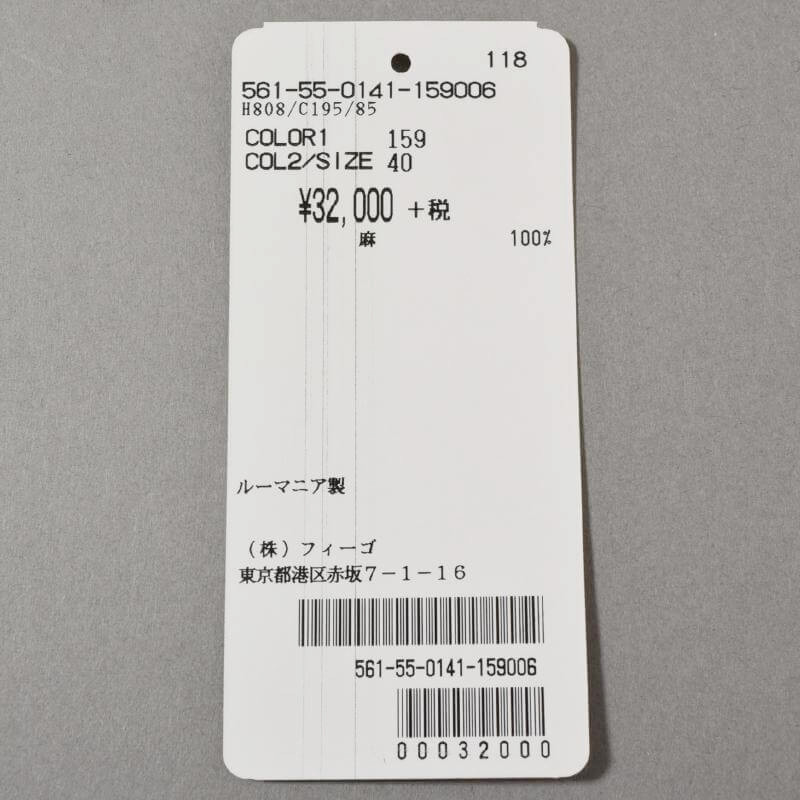 118
561-55-0141-159006
H808/C195/85
COLOR1 159
COL2/SIZE 40
¥32,000 +税
麻 100%
ルーマニア製
(株)フィーゴ
東京都港区赤坂7-1-16
561-55-0141-159006
00032000